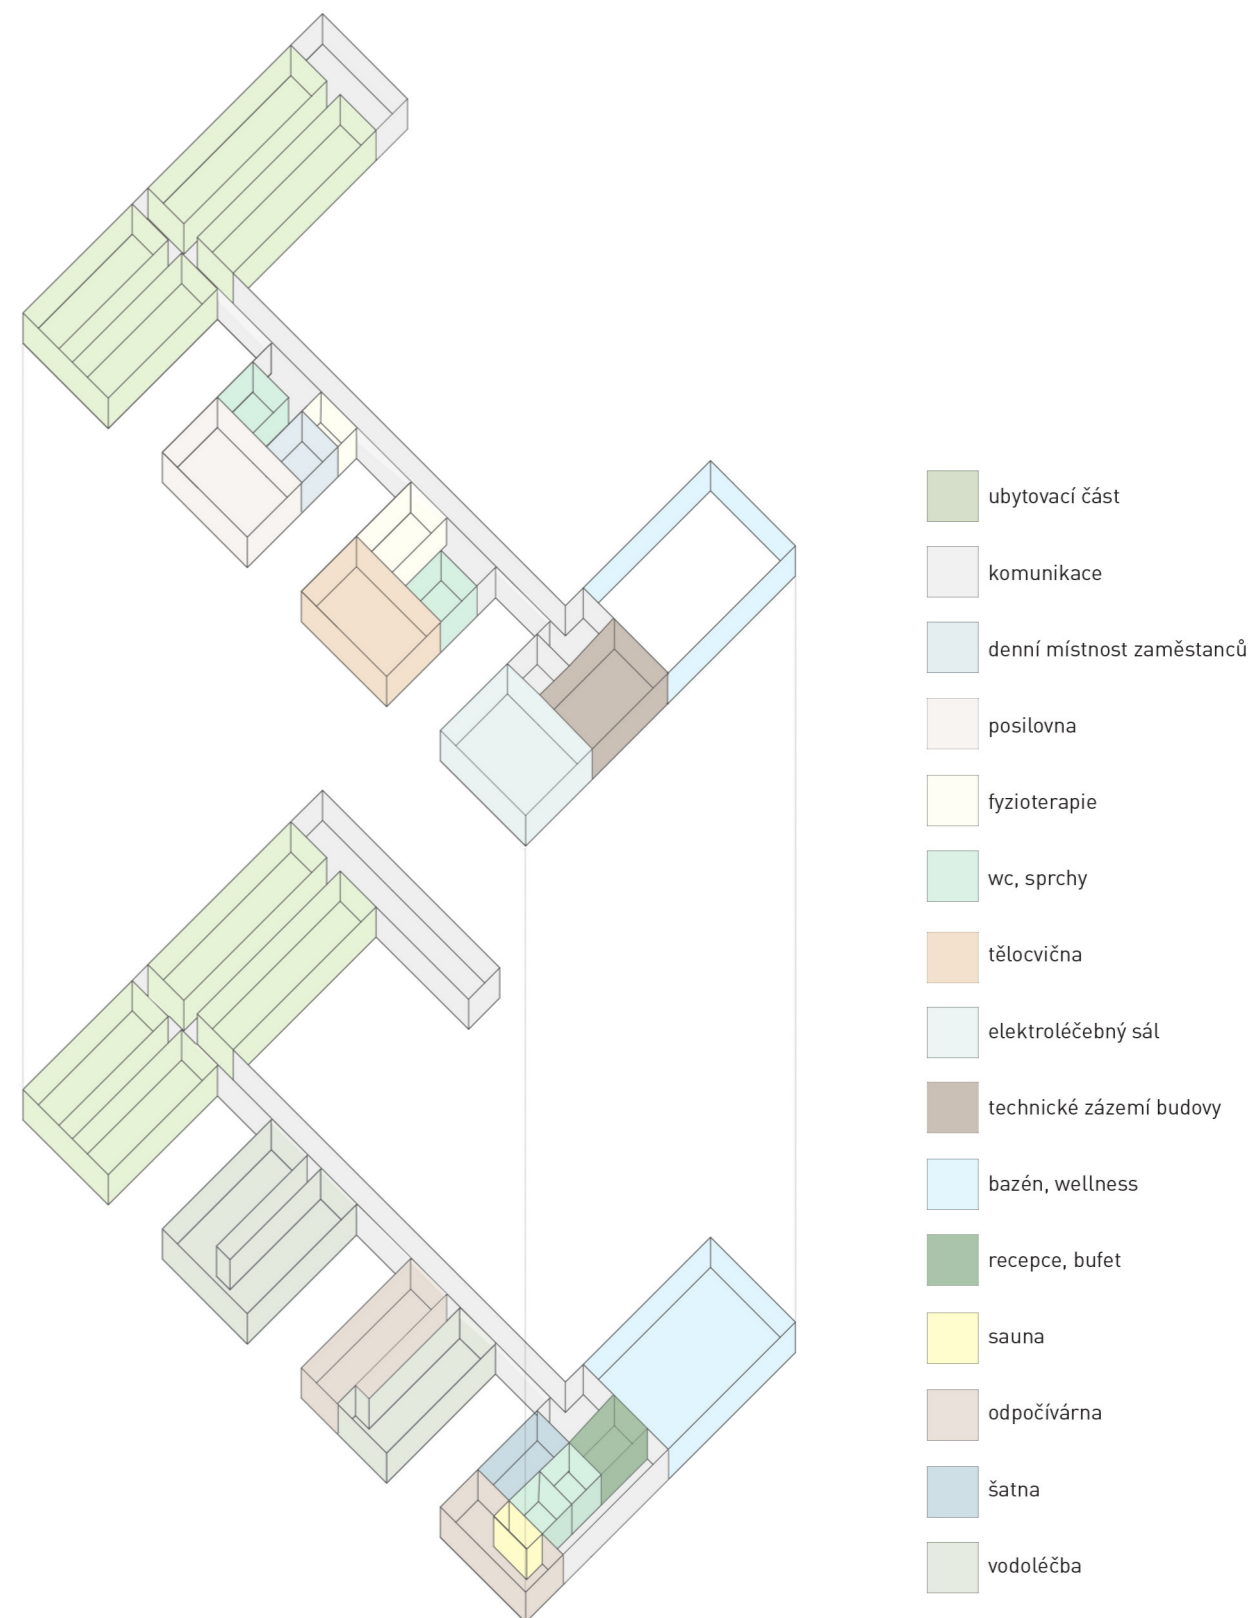 ubytovací část
komunikace
denní místnost zaměstanců
posilovna
fyzioterapie
wc, sprchy
tělocvična
elektroléčebný sál
technické zázemí budovy
bazén, wellness
recepce, bufet
sauna
odpočívárna
šatna
vodoléčba